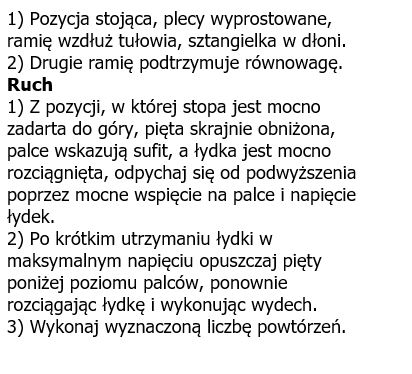 1) Pozycja stojąca, plecy wyprostowane,
ramię wzdłuż tułowia, sztangielka w dłoni.
2) Drugie ramię podtrzymuje równowagę.
Ruch
1) Z pozycji, w której stopa jest mocno
zadarta do góry, pięta skrajnie obniżona,
palce wskazują sufit, a łydka jest mocno
rozciągnięta, odpychaj się od podwyższenia
poprzez mocne wspięcie na palce i napięcie
łydek.
2) Po krótkim utrzymaniu łydki w
maksymalnym napięciu opuszczaj pięty
poniżej poziomu palców, ponownie
rozciągając łydkę i wykonując wydech.
3) Wykonaj wyznaczoną liczbę powtórzeń.